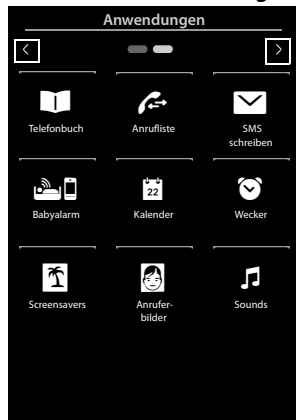 Anwendungen
Telefonbuch
Anrufliste
SMS
schreiben
Babyalarm
22
Kalender
Wecker
Screensavers
Anrufer-
bilder
Sounds